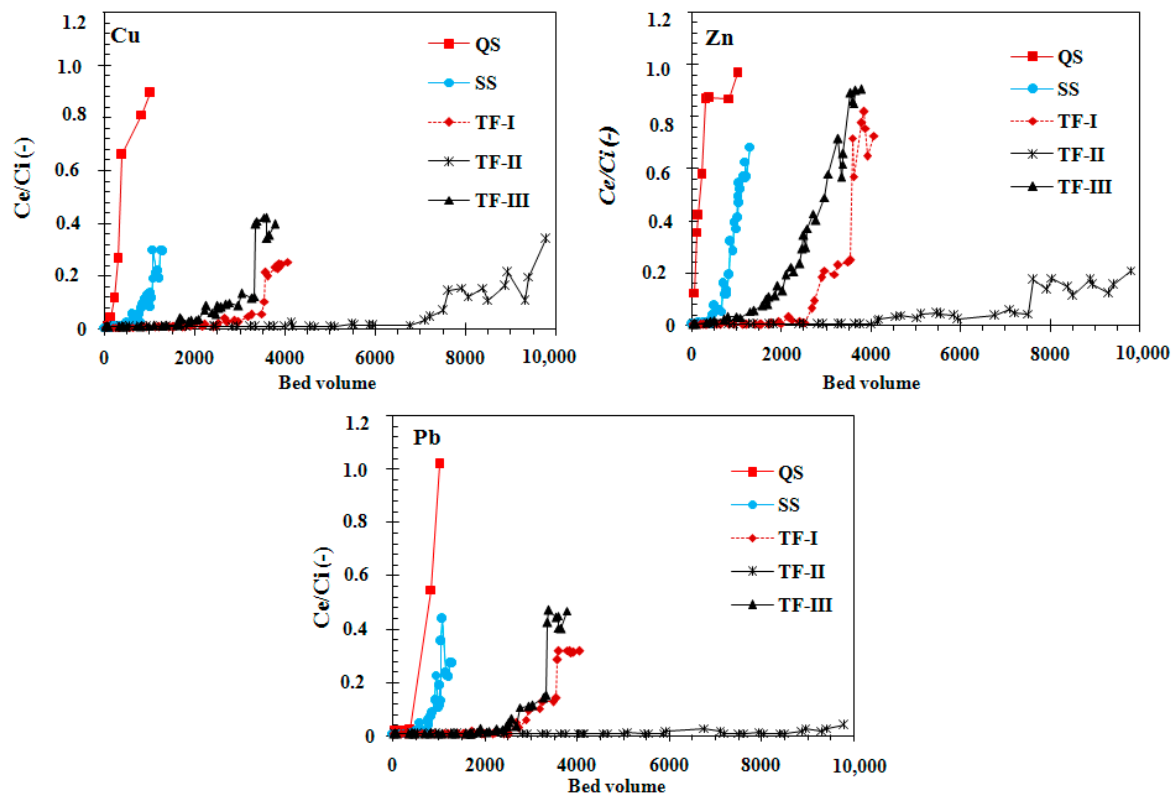 Cu
1.2
1.0
0.8
0.6
0.4
0.2
0
Ce/Ci (-)
QS
SS
TF-I
TF-II
TF-III
0
2000
4000
6000
8000
10,000
Bed volume
Zn
1.2
1.0
0.8
0.6
0.4
0.2
0
Ce/Ci (-)
QS
SS
TF-I
TF-II
TF-III
0
2000
4000
6000
8000
10,000
Bed volume
Pb
1.2
1.0
0.8
0.6
0.4
0.2
0
Ce/Ci (-)
QS
SS
TF-I
TF-II
TF-III
0
2000
4000
6000
8000
10,000
Bed volume